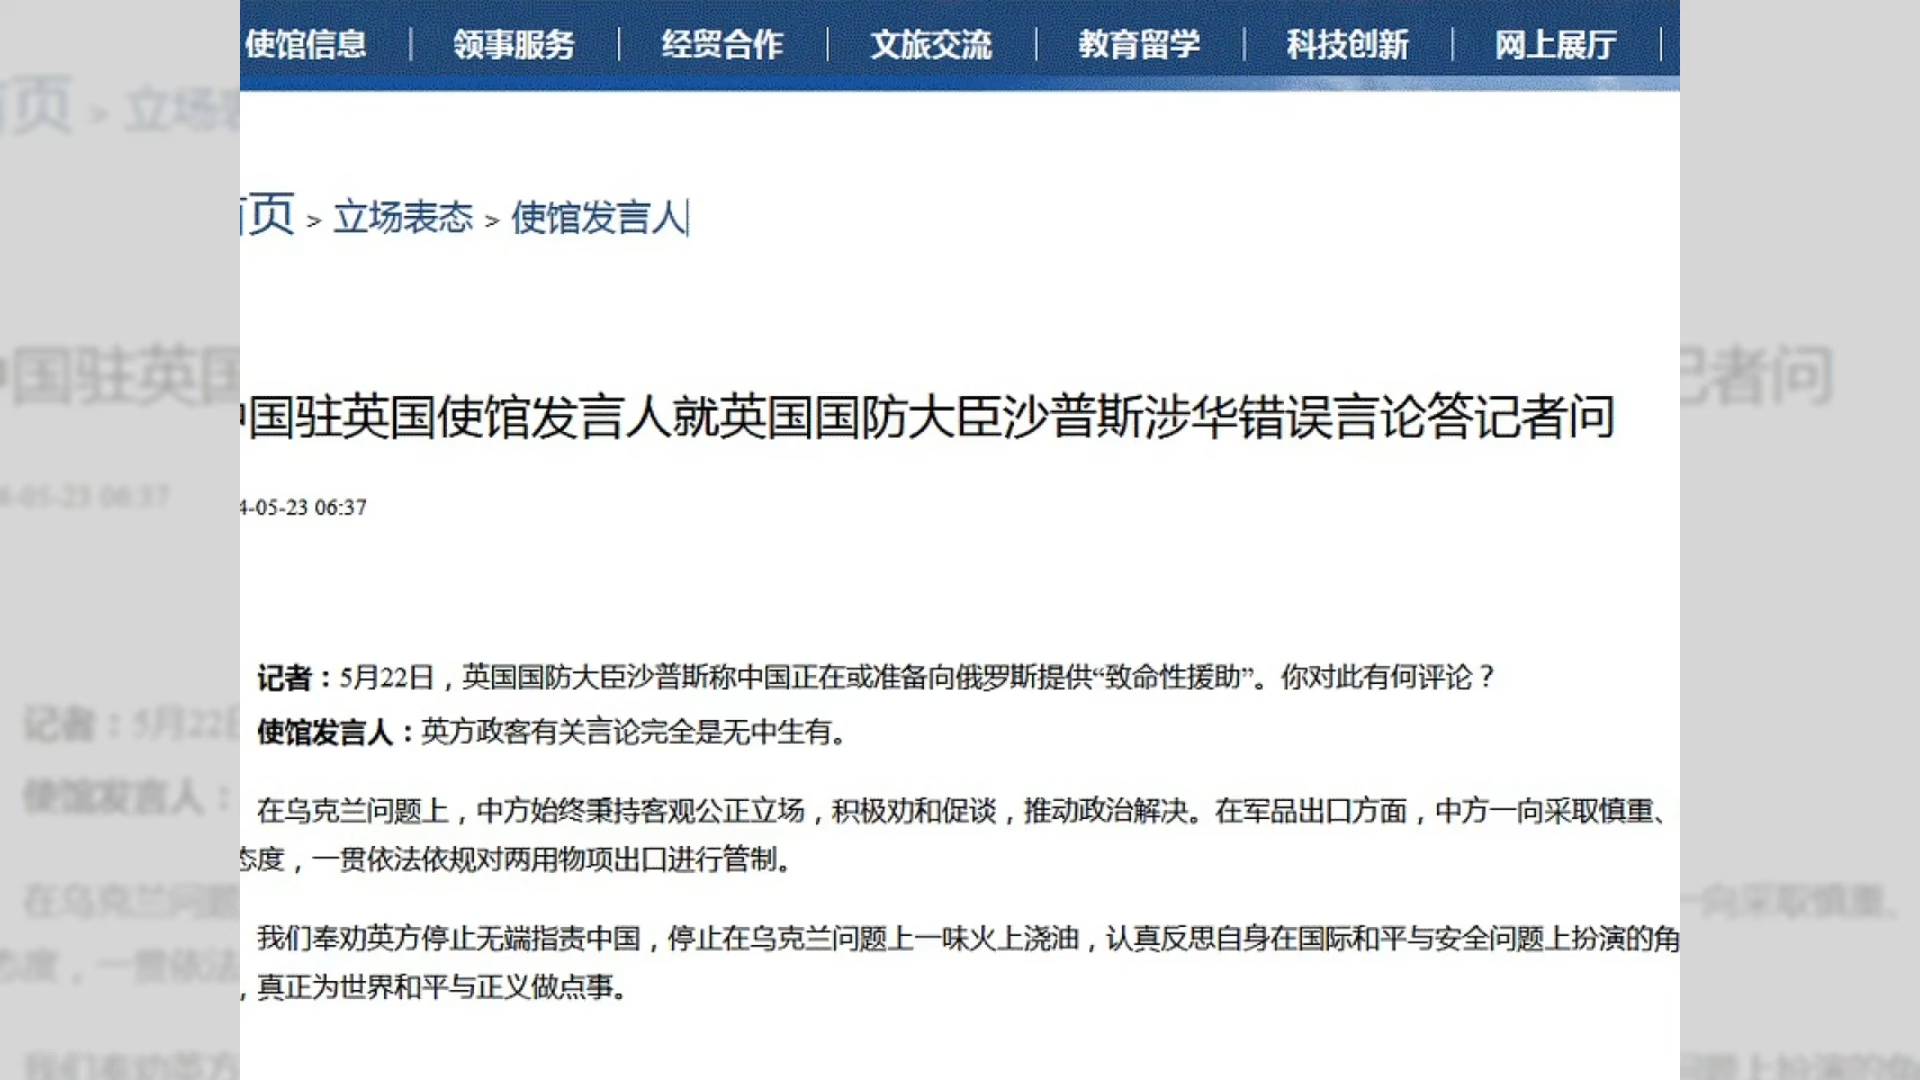 使馆信息 | 领事服务 | 经贸合作 | 文旅交流 | 教育留学 | 科技创新 | 网上展厅 |
页 > 立场表态 > 使馆发言人
国驻英国使馆发言人就英国国防大臣沙普斯涉华错误言论答记者问
4-05-23 06:37
记者：5月22日，英国国防大臣沙普斯称中国正在或准备向俄罗斯提供“致命性援助”。你对此有何评论？
使馆发言人：英方政客有关言论完全是无中生有。
在乌克兰问题上，中方始终秉持客观公正立场，积极劝和促谈，推动政治解决。在军品出口方面，中方一向采取慎重、
态度，一贯依法依规对两用物项出口进行管制。
我们奉劝英方停止无端指责中国，停止在乌克兰问题上一味火上浇油，认真反思自身在国际和平与安全问题上扮演的角
，真正为世界和平与正义做点事。